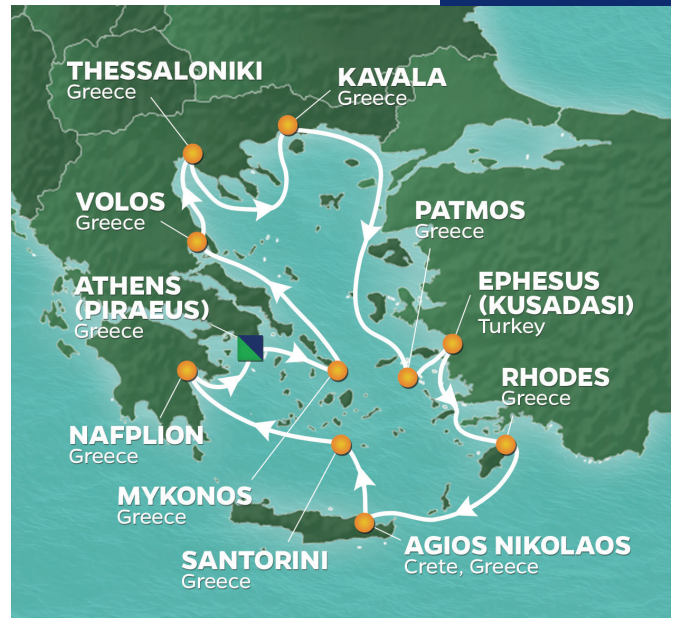 THESSALONIKI
Greece
KAVALA
Greece
VOLOS
Greece
PATMOS
Greece
ATHENS
(PIRAEUS)
Greece
EPHESUS
(KUSADASI)
Turkey
RHODES
Greece
NAFPLION
Greece
MYKONOS
Greece
SANTORINI
Greece
AGIOS NIKOLAOS
Crete, Greece